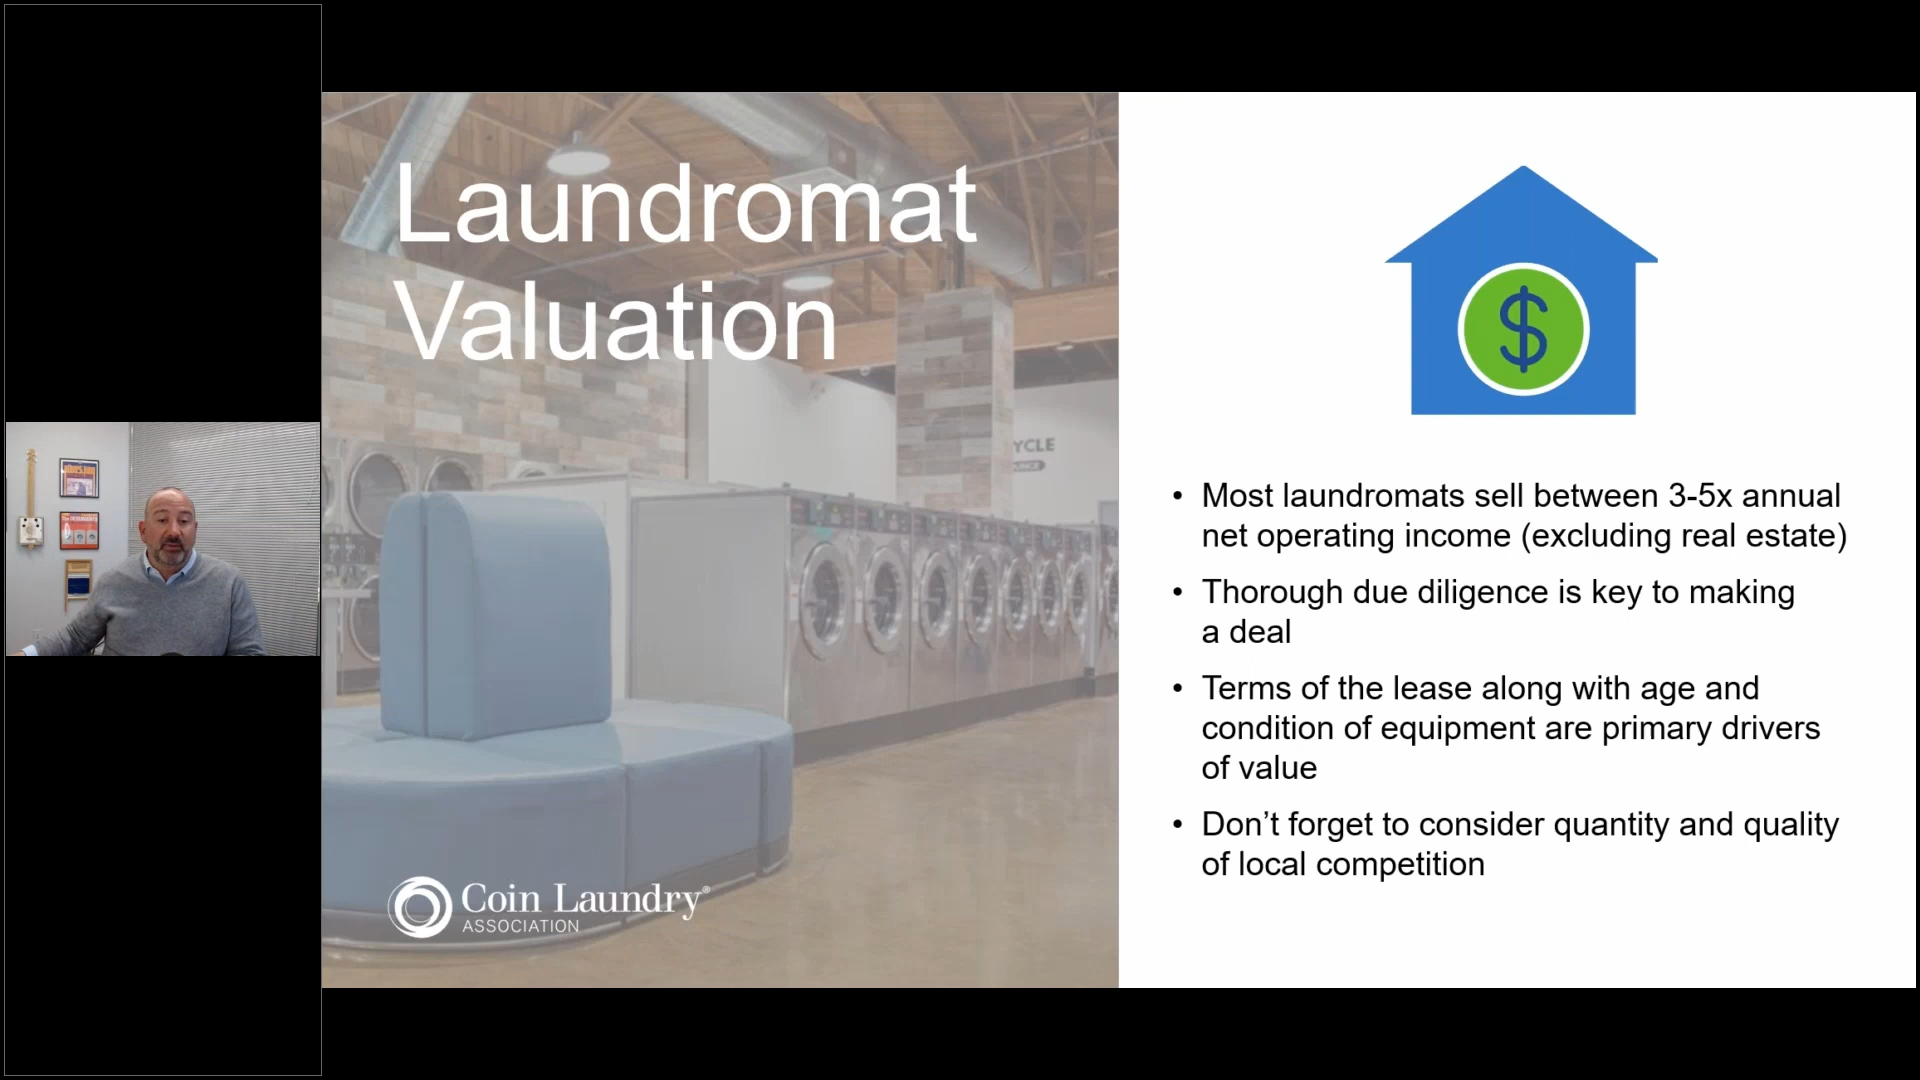 Laundromat
Valuation
YCLE
Coin Laundry®
ASSOCIATION
$
• Most laundromats sell between 3-5x annual
net operating income (excluding real estate)
• Thorough due diligence is key to making
a deal
• Terms of the lease along with age and
condition of equipment are primary drivers
of value
• Don’t forget to consider quantity and quality
of local competition